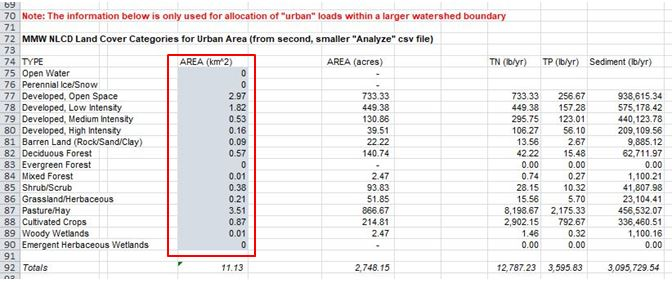 69
70 Note: The information below is only used for allocation of "urban" loads within a larger watershed boundary
71
72 MMW NLCD Land Cover Categories for Urban Area (from second, smaller "Analyze" csv file)
73
74 TYPE AREA (km^2) AREA (acres) TN (lb/yr) TP (lb/yr) Sediment (lb/yr)
75 Open Water 0 -
76 Perennial Ice/Snow 0 -
77 Developed, Open Space 2.97 733.33 733.33 256.67 938,615.34
78 Developed, Low Intensity 1.82 449.38 449.38 157.28 575,178.42
79 Developed, Medium Intensity 0.53 130.86 295.75 123.01 440,123.78
80 Developed, High Intensity 0.16 39.51 106.27 56.10 209,109.56
81 Barren Land (Rock/Sand/Clay) 0.09 22.22 13.56 2.67 9,885.12
82 Deciduous Forest 0.57 140.74 42.22 15.48 62,711.97
83 Evergreen Forest 0 - 0.00 0.00 0.00
84 Mixed Forest 0.01 2.47 0.74 0.27 1,100.21
85 Shrub/Scrub 0.38 93.83 28.15 10.32 41,807.98
86 Grassland/Herbaceous 0.21 51.85 15.56 5.70 23,104.41
87 Pasture/Hay 3.51 866.67 8,198.67 2,175.33 456,532.07
88 Cultivated Crops 0.87 214.81 2,902.15 792.67 336,460.51
89 Woody Wetlands 0.01 2.47 1.46 0.32 1,100.16
90 Emergent Herbaceous Wetlands 0 - 0.00 0.00 0.00
91
92 Totals 11.13 2,748.15 12,787.23 3,595.83 3,095,729.54